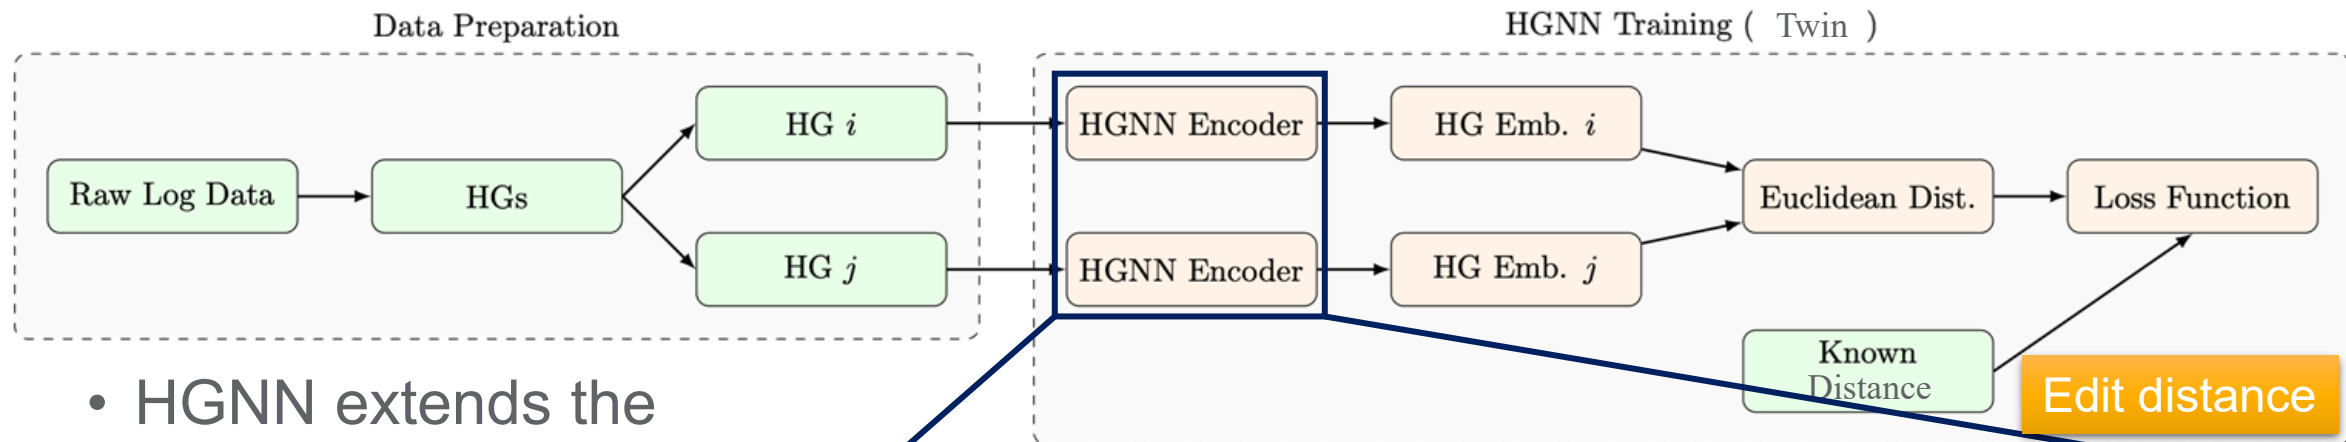 Data Preparation
HGNN Training ( Twin )
Raw Log Data
HGs
HG i
HG j
HGNN Encoder
HGNN Encoder
HG Emb. i
HG Emb. j
Euclidean Dist.
Loss Function
Known
Distance
Edit distance
• HGNN extends the